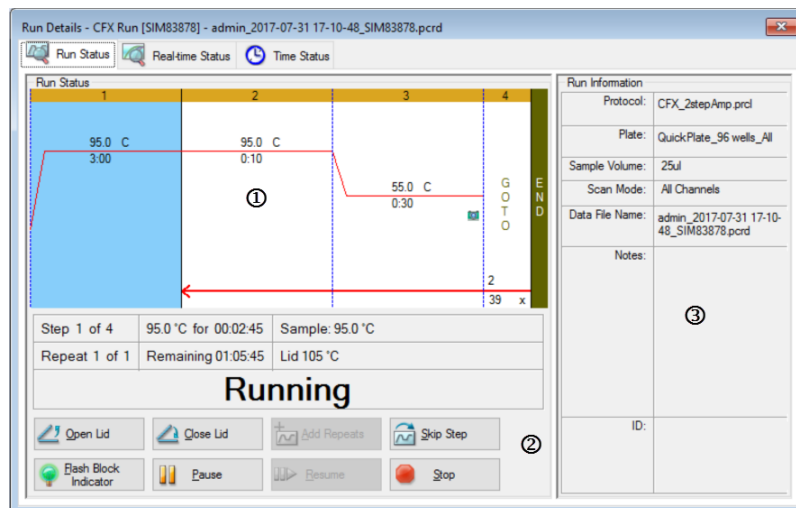 Run Details - CFX Run [SIM83878] - admin_2017-07-31 17-10-48_SIM83878.pcrd
Run Status Real-time Status Time Status
Run Status
1 2 3 4
95.0 C
3:00
95.0 C
0:10
55.0 C
0:30
①
GOTO
END
2
39 x
Step 1 of 4 95.0 °C for 00:02:45 Sample: 95.0 °C
Repeat 1 of 1 Remaining 01:05:45 Lid 105 °C
Running
Open Lid Close Lid Add Repeats Skip Step
②
Flash Block
Indicator
Pause Resume Stop
Run Information
Protocol: CFX_2stepAmp.prcl
Plate: QuickPlate_96 wells_All
Sample Volume: 25ul
Scan Mode: All Channels
Data File Name: admin_2017-07-31 17-10-
48_SIM83878.pcrd
Notes:
③
ID: